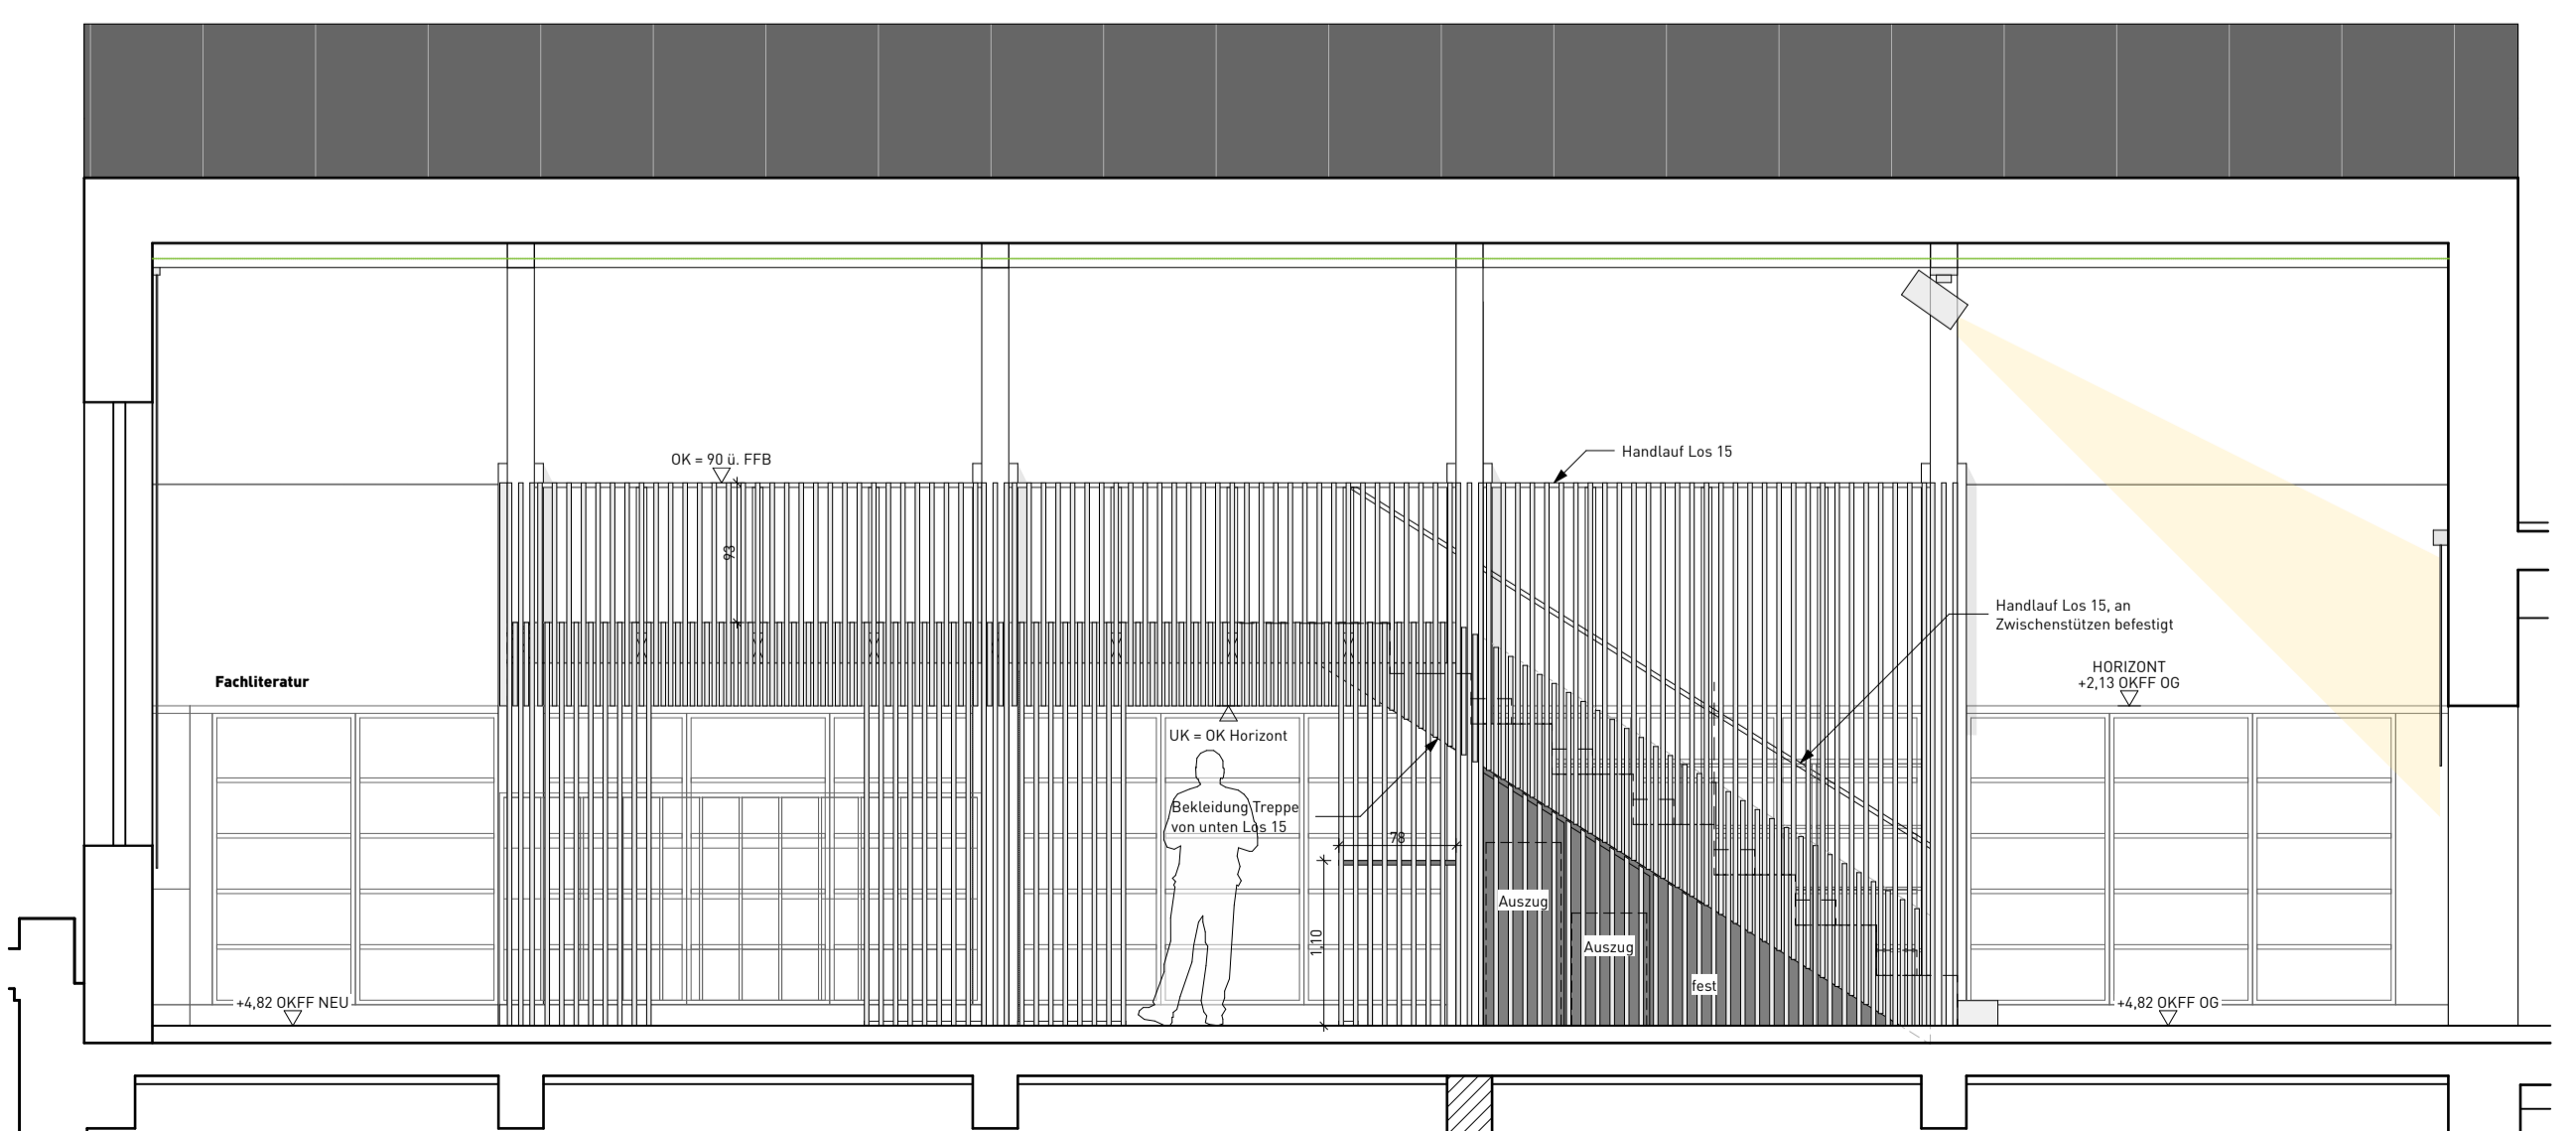 OK = 90 ü. FFB
Handlauf Los 15
93
Handlauf Los 15, an
Zwischenstützen befestigt
Fachliteratur
HORIZONT
+2,13 OKFF OG
UK = OK Horizont
Bekleidung Treppe
von unten Los 15
78
1,10
Auszug
Auszug
fest
+4,82 OKFF NEU
+4,82 OKFF OG